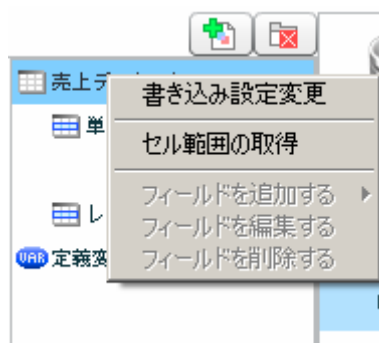 売上デ
書き込み設定変更
単
セル範囲の取得
フィールドを追加する
レ
フィールドを編集する
VAR 定義変
フィールドを削除する